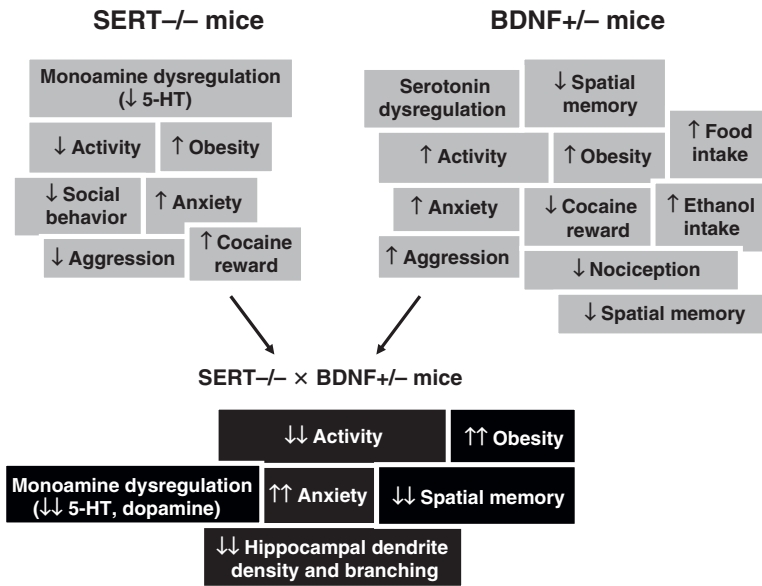 SERT–/– mice
Monoamine dysregulation
(↓ 5-HT)
↓ Activity
↑ Obesity
↓ Social
behavior
↑ Anxiety
↓ Aggression
↑ Cocaine
reward
BDNF+/– mice
Serotonin
dysregulation
↓ Spatial
memory
↑ Food
intake
↑ Activity
↑ Obesity
↑ Anxiety
↓ Cocaine
reward
↑ Ethanol
intake
↑ Aggression
↓ Nociception
↓ Spatial memory
SERT–/– × BDNF+/– mice
↓↓ Activity
↑↑ Obesity
Monoamine dysregulation
(↓↓ 5-HT, dopamine)
↑↑ Anxiety
↓↓ Spatial memory
↓↓ Hippocampal dendrite
density and branching